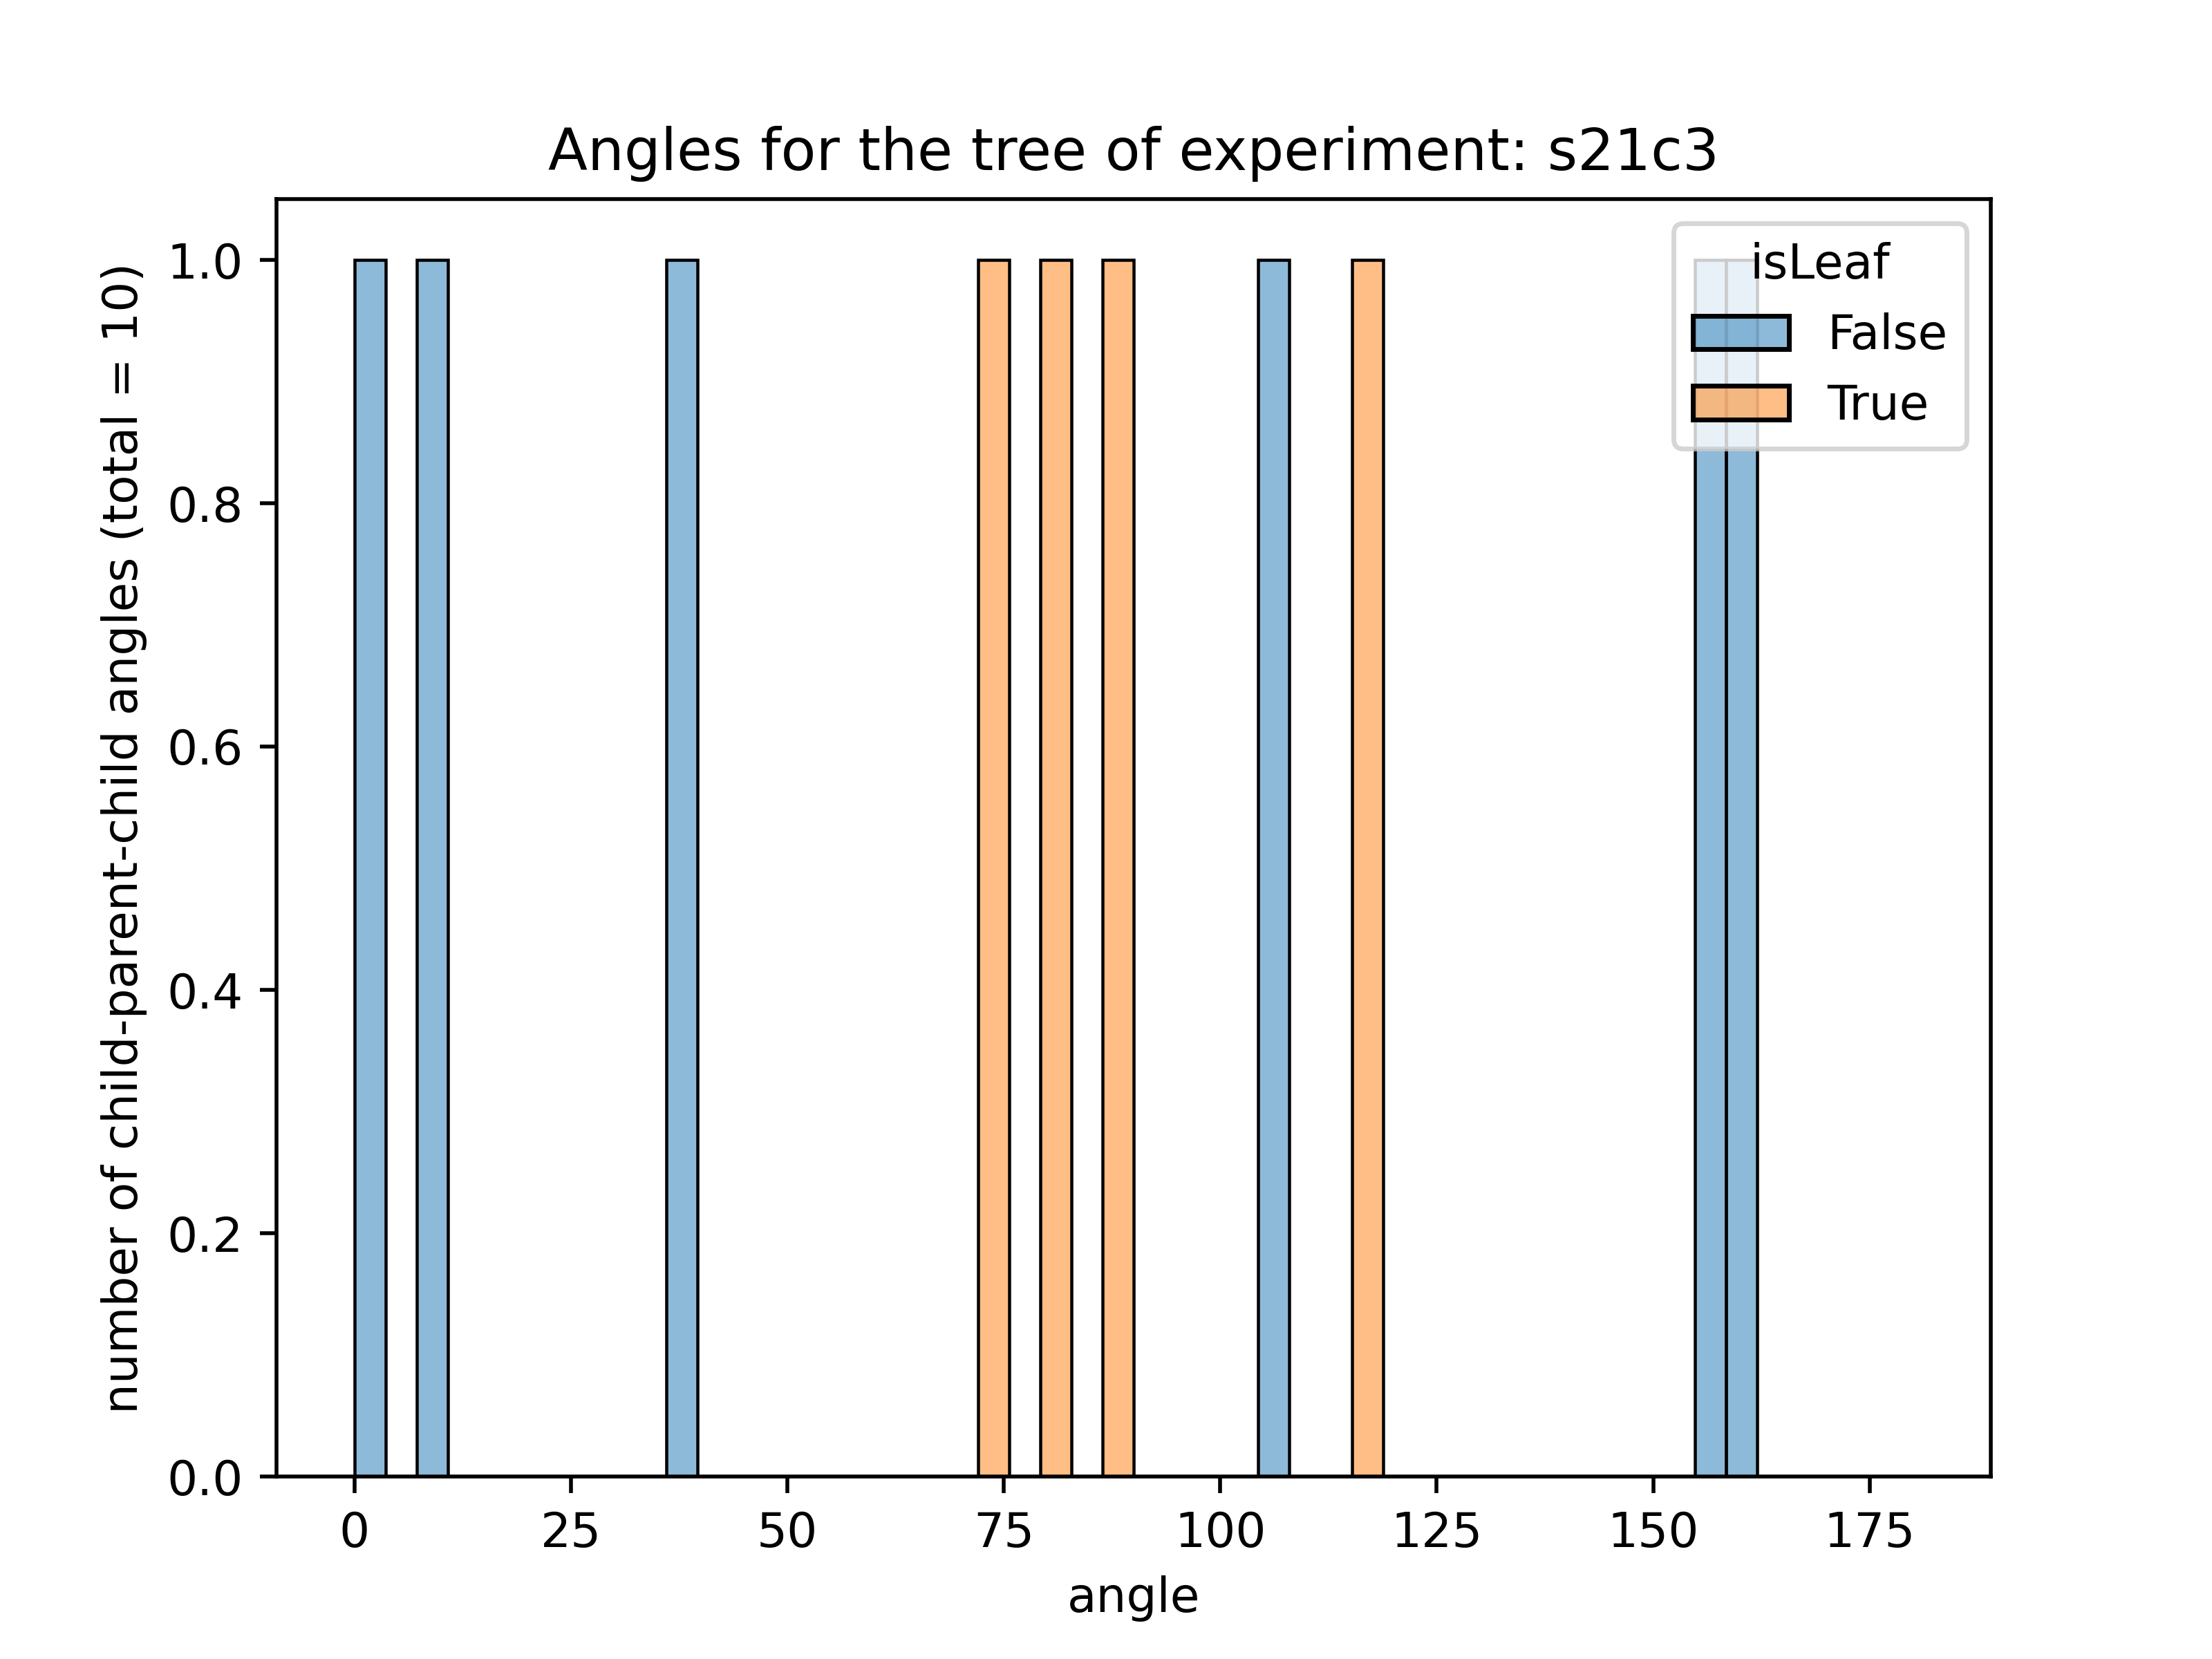 Angles for the tree of experiment: s21c3
number of child-parent-child angles (total = 10)
1.0
0.8
0.6
0.4
0.2
0.0
isLeaf
False
True
0 25 50 75 100 125 150 175
angle